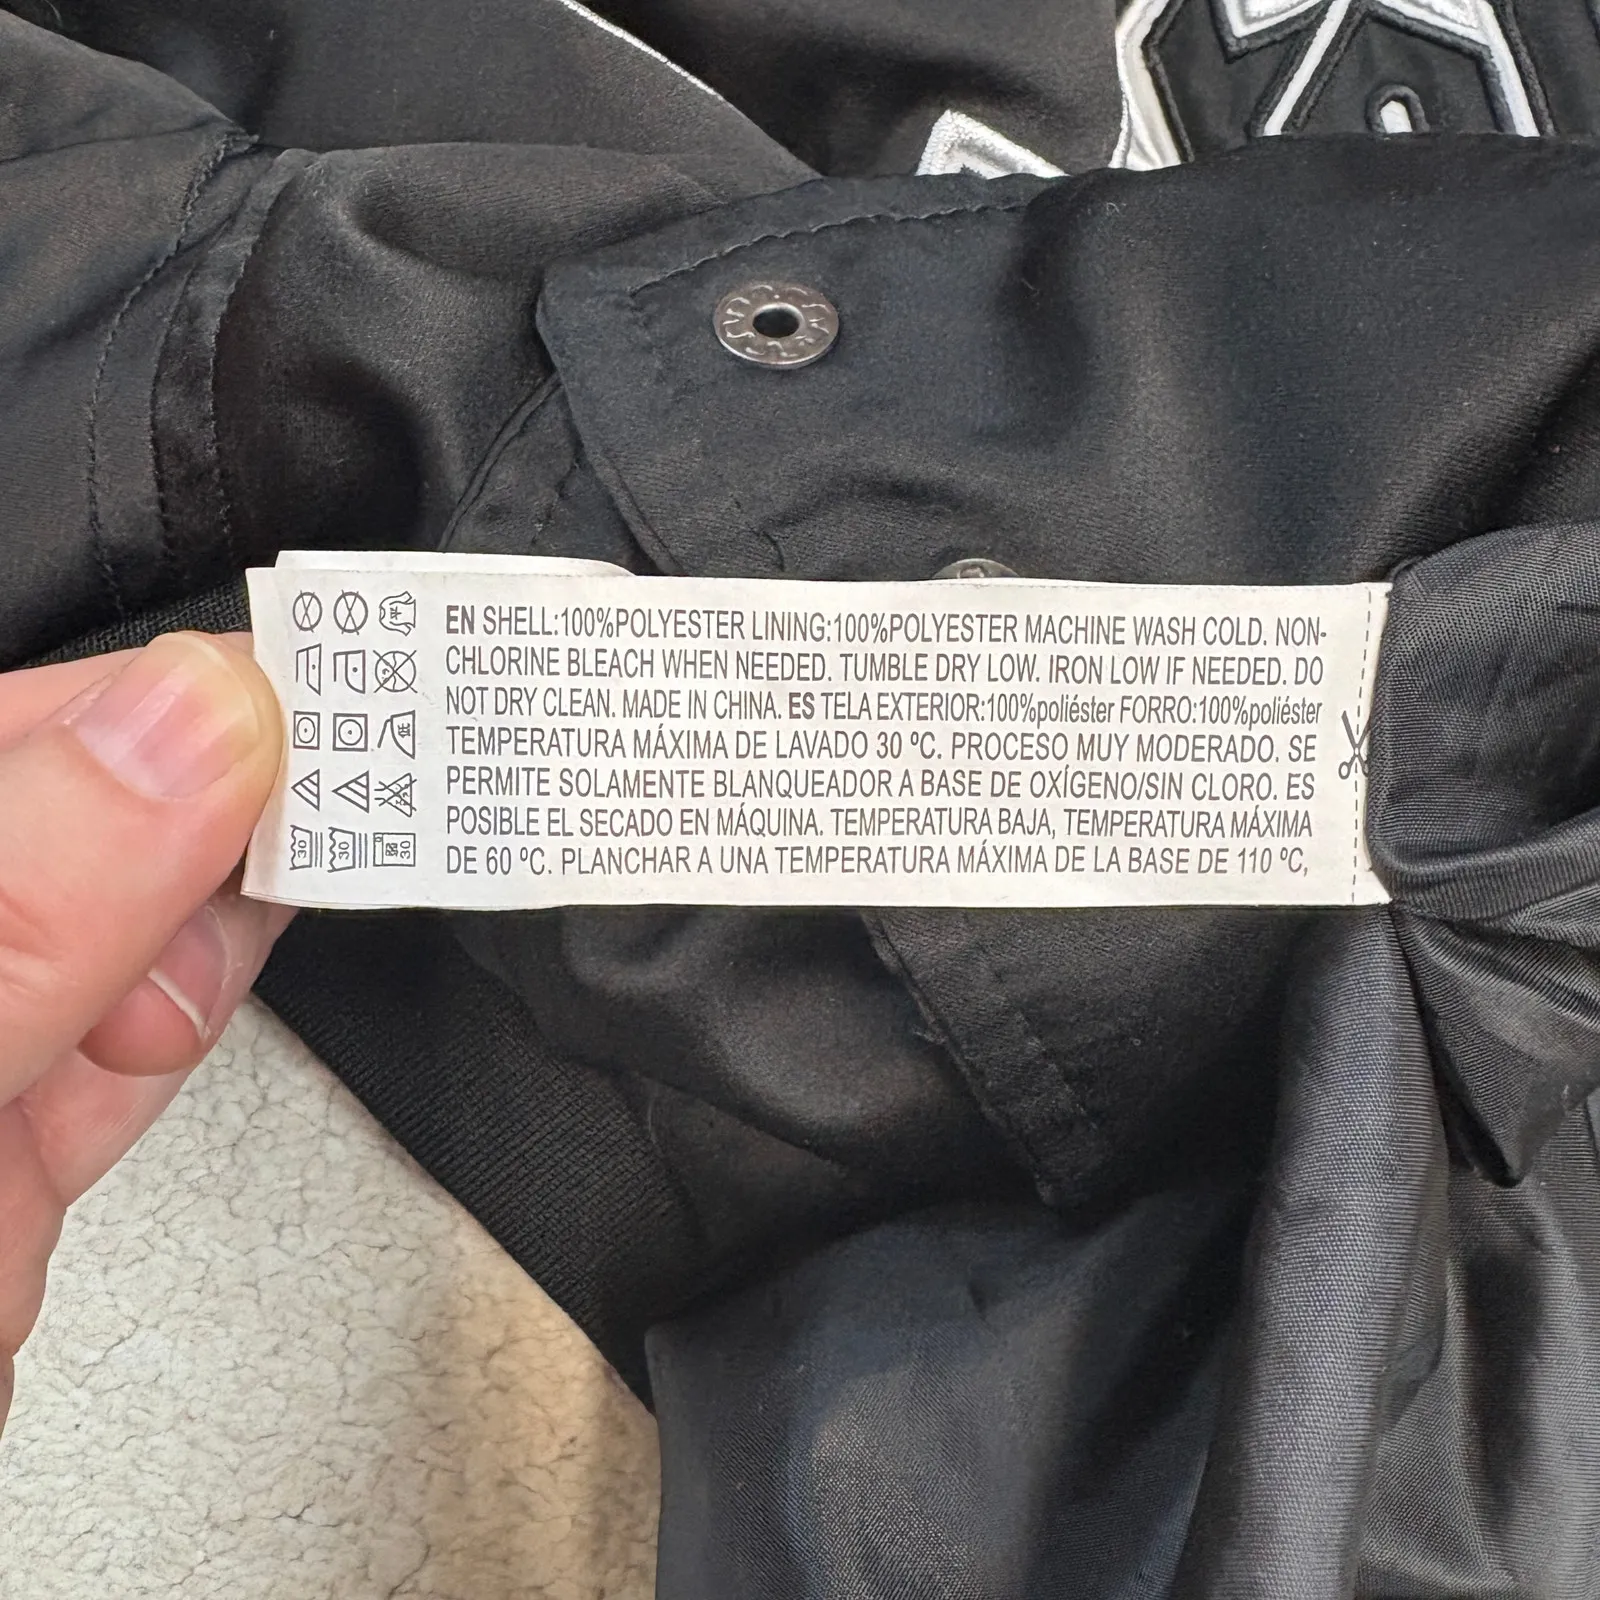 EN SHELL:100%POLYESTER LINING:100%POLYESTER MACHINE WASH COLD. NON-
CHLORINE BLEACH WHEN NEEDED. TUMBLE DRY LOW. IRON LOW IF NEEDED. DO
NOT DRY CLEAN. MADE IN CHINA. ES TELA EXTERIOR:100%poliéster FORRO:100%poliéster
TEMPERATURA MÁXIMA DE LAVADO 30 ºC. PROCESO MUY MODERADO. SE
PERMITE SOLAMENTE BLANQUEADOR A BASE DE OXÍGENO/SIN CLORO. ES
POSIBLE EL SECADO EN MÁQUINA. TEMPERATURA BAJA, TEMPERATURA MÁXIMA
DE 60 ºC. PLANCHAR A UNA TEMPERATURA MÁXIMA DE LA BASE DE 110 ºC,
30 30 30